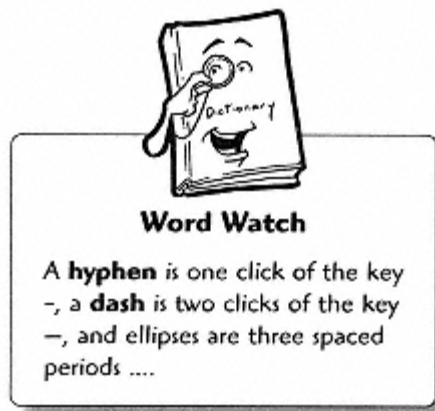 Dictionary
Word Watch
A hyphen is one click of the key
-, a dash is two clicks of the key
—, and ellipses are three spaced
periods ....